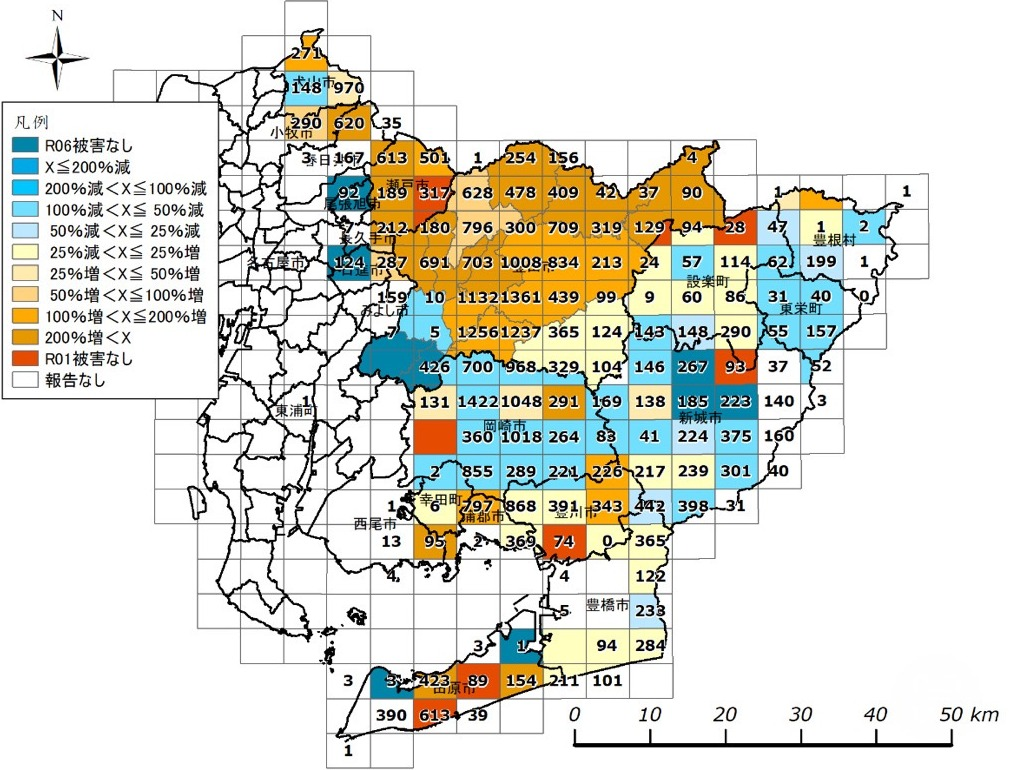 N
271
犬山市
148 970
290 620 35
小牧市
3 167 613 501 1 254 156 4
凡例
R06被害なし
X≦200%減
200%減<X≦100%減
100%減<X≦ 50%減
50%減<X≦ 25%減
25%減<X≦ 25%増
25%増<X≦ 50%増
50%増<X≦100%増
100%増<X≦200%増
200%増<X
R01被害なし
報告なし
瀬戸市
92 189 317 628 478 409 42 37 90 1 1
尾張旭市
7 212 180 796 300 709 319 129 94 28 47 1 2
長久手市
豊根村
124 287 691 703 1008 834 213 24 57 114 62 199 1
設楽町
159 10 1132 1361 439 99 9 60 86 31 40 0
みよし市
東栄町
7 5 1256 1237 365 124 143 148 290 55 157
426 700 968 329 104 146 267 93 37 52
1 131 1422 1048 291 169 138 185 223 140 3
東浦町
新城市
岡崎市
360 1018 264 83 41 224 375 160
2 855 289 221 226 217 239 301 40
幸田町
1 6 797 868 391 343 442 398 31
蒲郡市
豊川市
西尾市
13 95 2 369 74 0 365
4 4 122
5 豊橋市 233
3 1 94 284
3 3 423 89 154 211 101
田原市
390 613 39
1
0 10 20 30 40 50 km